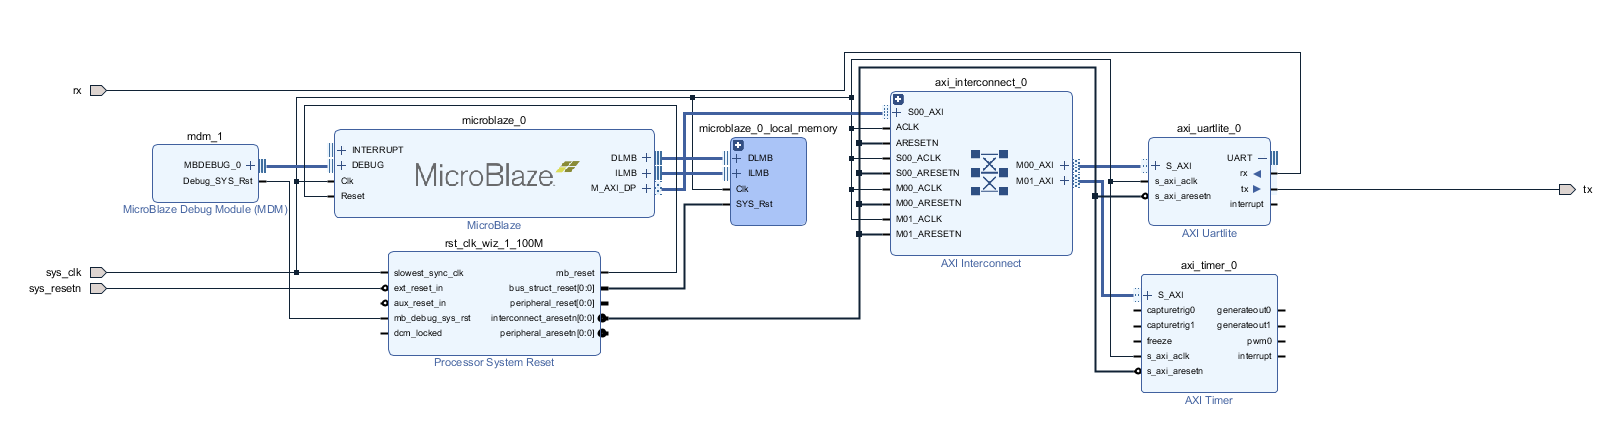 rx
mdm_1
MBDEBUG_0
Debug_SYS_Rst
MicroBlaze Debug Module (MDM)
microblaze_0
INTERRUPT
DEBUG
Clk
Reset
MicroBlaze
DLMB
ILMB
M_AXI_DP
MicroBlaze
microblaze_0_local_memory
DLMB
ILMB
Clk
SYS_Rst
axi_interconnect_0
S00_AXI
ACLK
ARESETN
S00_ACLK
S00_ARESETN
M00_ACLK
M00_ARESETN
M01_ACLK
M01_ARESETN
M00_AXI
M01_AXI
AXI Interconnect
axi_uartlite_0
S_AXI
s_axi_aclk
s_axi_aresetn
UART
rx
tx
interrupt
AXI Uartlite
tx
sys_clk
sys_resetn
rst_clk_wiz_1_100M
slowest_sync_clk
ext_reset_in
aux_reset_in
mb_debug_sys_rst
dcm_locked
mb_reset
bus_struct_reset[0:0]
peripheral_reset[0:0]
interconnect_aresetn[0:0]
peripheral_aresetn[0:0]
Processor System Reset
axi_timer_0
S_AXI
capturetrig0
capturetrig1
freeze
s_axi_aclk
s_axi_aresetn
generateout0
generateout1
pwm0
interrupt
AXI Timer